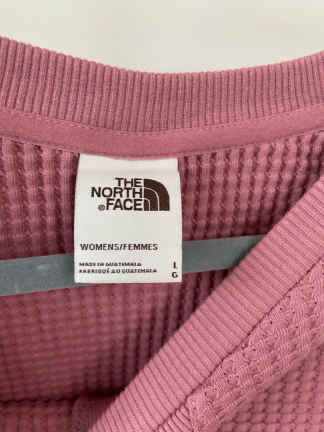 THE
NORTH
FACE
WOMENS/FEMMES
MADE IN GUATEMALA
FABRIQUÉ AU GUATEMALA
L
G